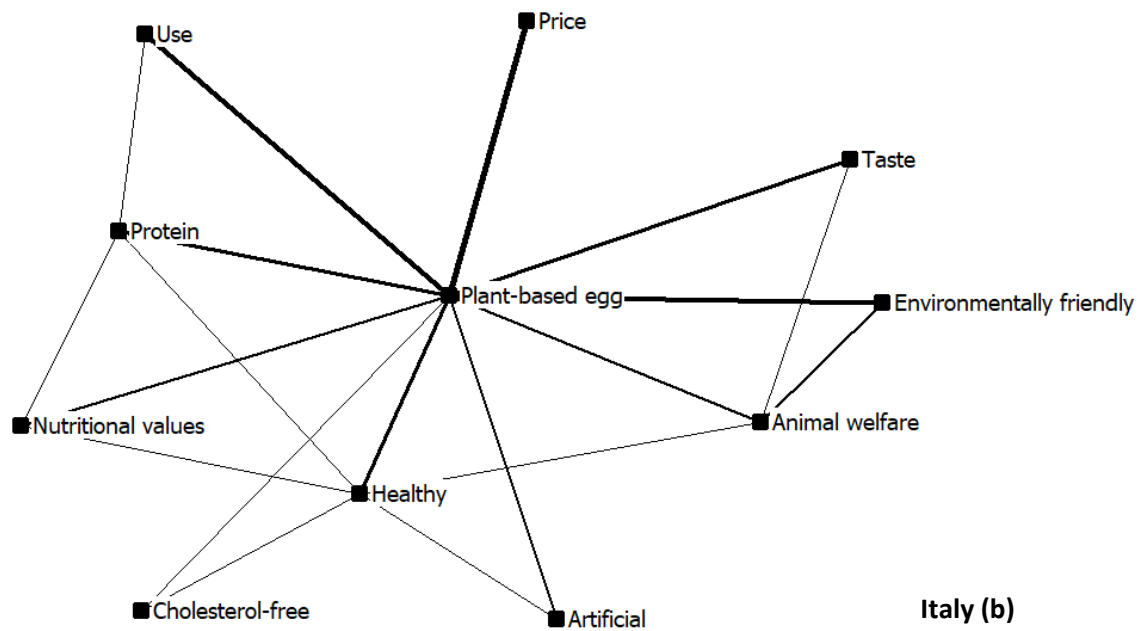 Price
Use
Taste
Protein
Plant-based egg
Environmentally friendly
Animal welfare
Nutritional values
Healthy
Cholesterol-free
Artificial
Italy (b)